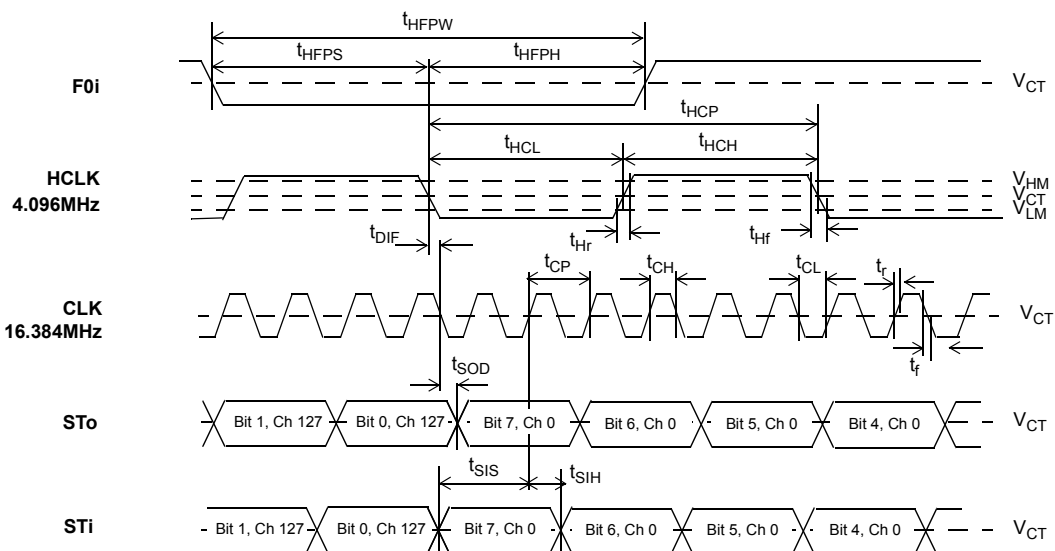 tHFPW
tHFPS tHFPH
F0i VCT
tHCP
tHCL tHCH
HCLK VHM
4.096MHz VCT
VLM
tDIF tHr tHf
tCP tCH tCL tr
CLK VCT
16.384MHz
tf
tSOD
STo Bit 1, Ch 127 Bit 0, Ch 127 Bit 7, Ch 0 Bit 6, Ch 0 Bit 5, Ch 0 Bit 4, Ch 0 VCT
tSIS tSIH
STi Bit 1, Ch 127 Bit 0, Ch 127 Bit 7, Ch 0 Bit 6, Ch 0 Bit 5, Ch 0 Bit 4, Ch 0 VCT